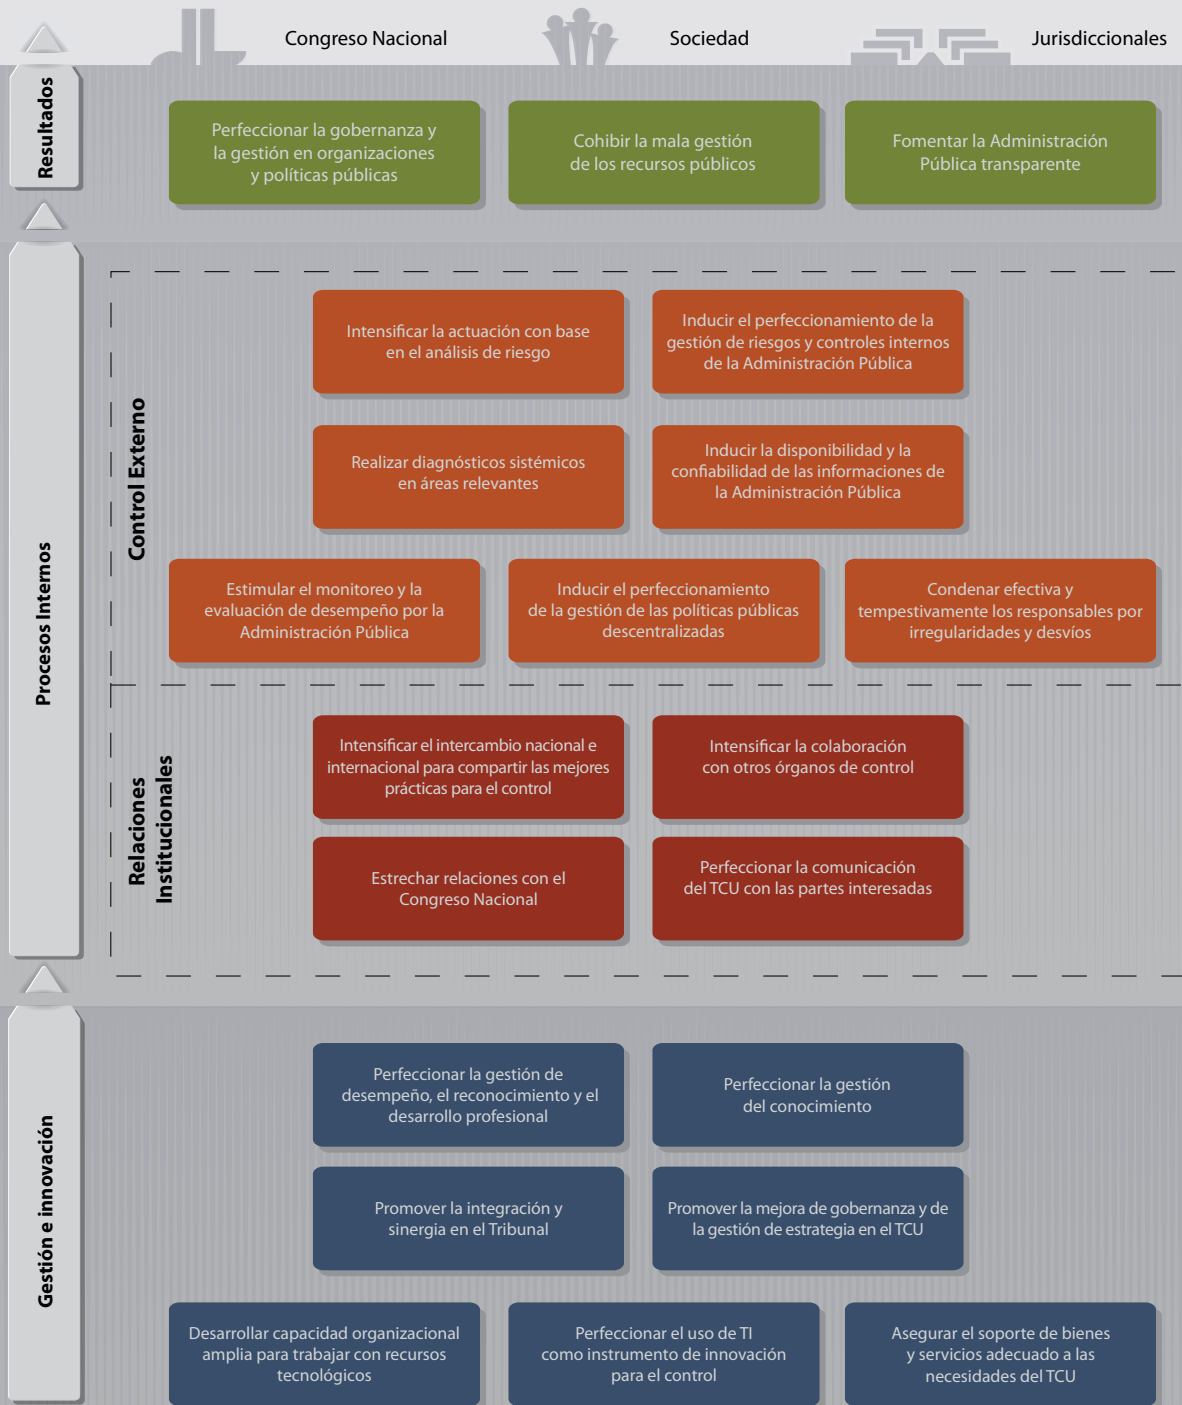 Congreso Nacional
Sociedad
Jurisdiccionales
Resultados
Perfeccionar la gobernanza y
la gestión en organizaciones
y políticas públicas
Cohibir la mala gestión
de los recursos públicos
Fomentar la Administración
Pública transparente
Procesos Internos
Control Externo
Intensificar la actuación con base
en el análisis de riesgo
Inducir el perfeccionamiento de la
gestión de riesgos y controles internos
de la Administración Pública
Realizar diagnósticos sistémicos
en áreas relevantes
Inducir la disponibilidad y la
confiabilidad de las informaciones de
la Administración Pública
Estimular el monitoreo y la
evaluación de desempeño por la
Administración Pública
Inducir el perfeccionamiento
de la gestión de las políticas públicas
descentralizadas
Condenar efectiva y
tempestivamente los responsables por
irregularidades y desvíos
Relaciones
Institucionales
Intensificar el intercambio nacional e
internacional para compartir las mejores
prácticas para el control
Intensificar la colaboración
con otros órganos de control
Estrechar relaciones con el
Congreso Nacional
Perfeccionar la comunicación
del TCU con las partes interesadas
Gestión e innovación
Perfeccionar la gestión de
desempeño, el reconocimiento y el
desarrollo profesional
Perfeccionar la gestión
del conocimiento
Promover la integración y
sinergia en el Tribunal
Promover la mejora de gobernanza y de
la gestión de estrategia en el TCU
Desarrollar capacidad organizacional
amplia para trabajar con recursos
tecnológicos
Perfeccionar el uso de TI
como instrumento de innovación
para el control
Asegurar el soporte de bienes
y servicios adecuado a las
necesidades del TCU